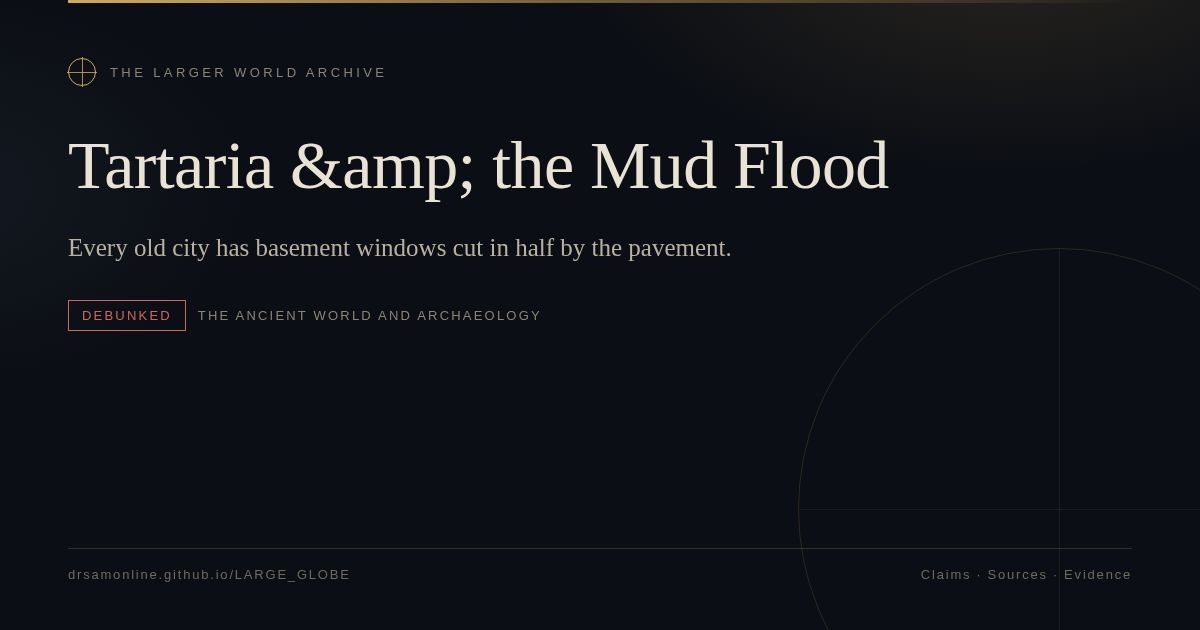 THE LARGER WORLD ARCHIVE
Tartaria &amp; the Mud Flood
Every old city has basement windows cut in half by the pavement.
DEBUNKED THE ANCIENT WORLD AND ARCHAEOLOGY
drsamonline.github.io/LARGE_GLOBE Claims · Sources · Evidence